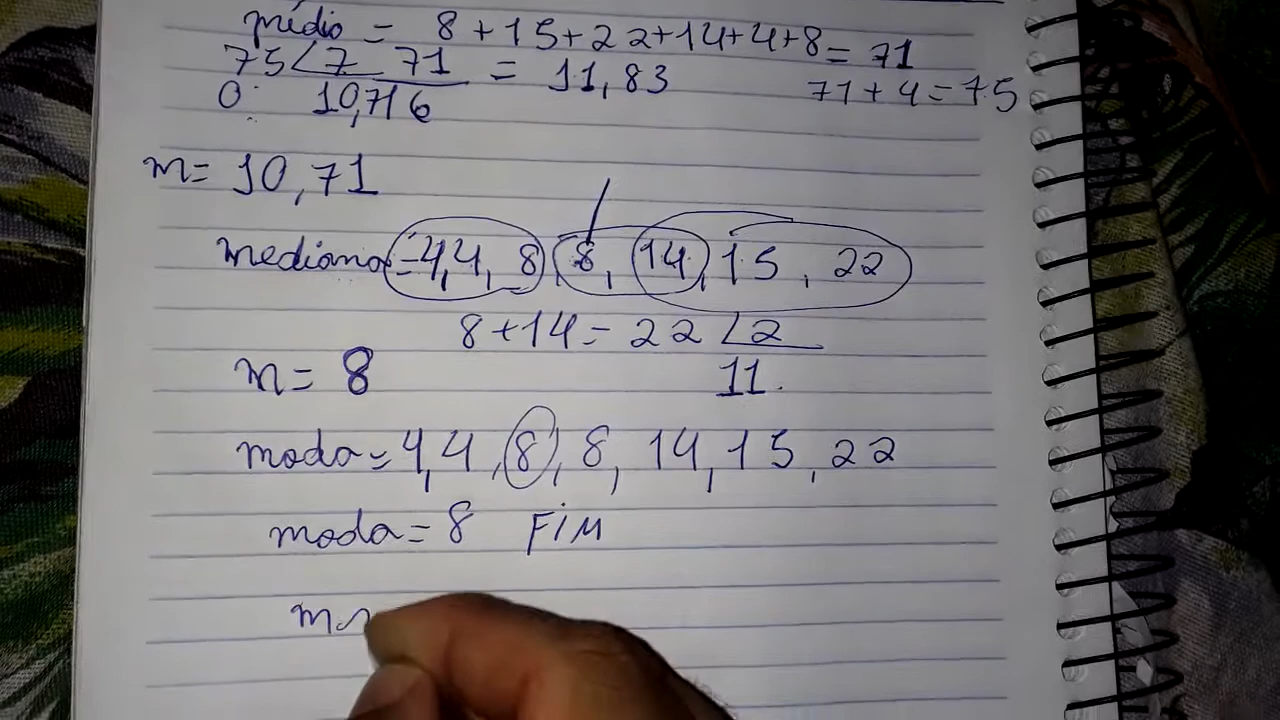 médio = 8+15+22+14+4+8 = 71
75 7 71 = 11,83 71+4=75
0 10,716
m= 10,71
mediana=4,4, 8, 8, 14, 15, 22
8+14= 22 2
m= 8 11.
moda=4,4, 8, 8, 14, 15, 22
moda=8 FIM